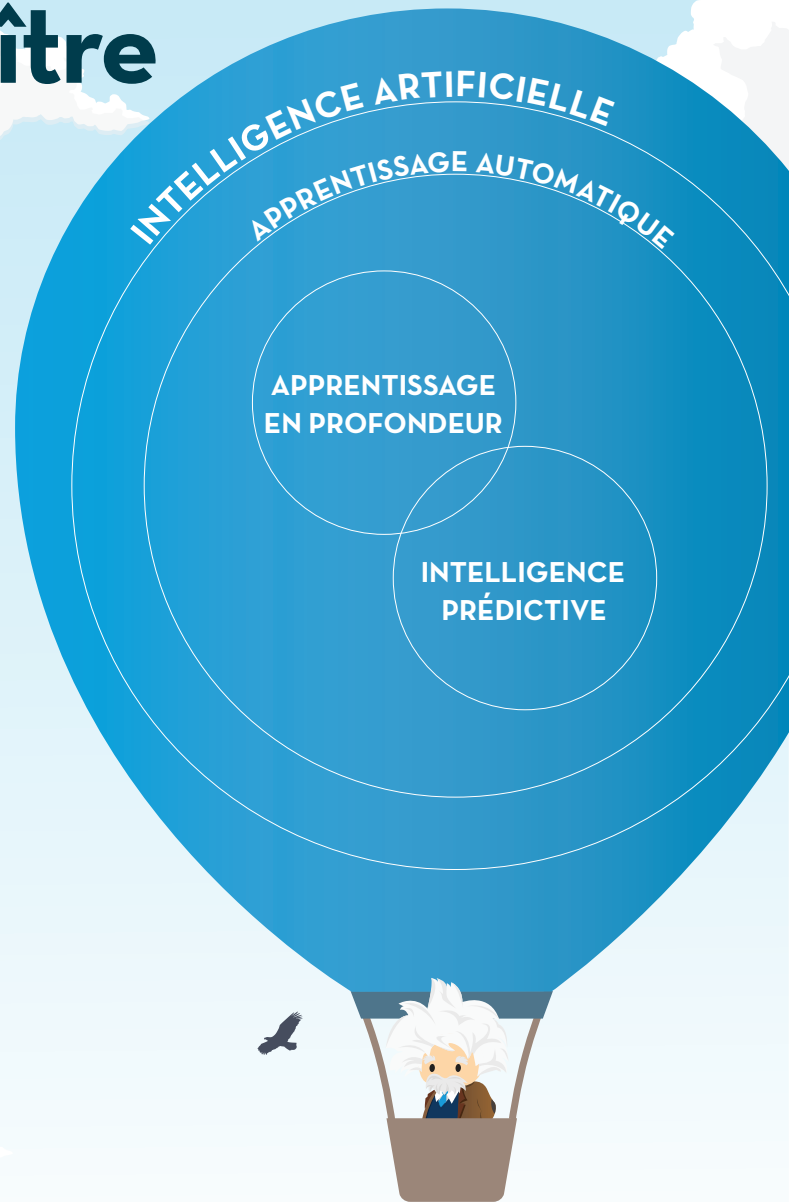 ître
INTELLIGENCE ARTIFICIELLE
APPRENTISSAGE AUTOMATIQUE
APPRENTISSAGE
EN PROFONDEUR
INTELLIGENCE
PRÉDICTIVE